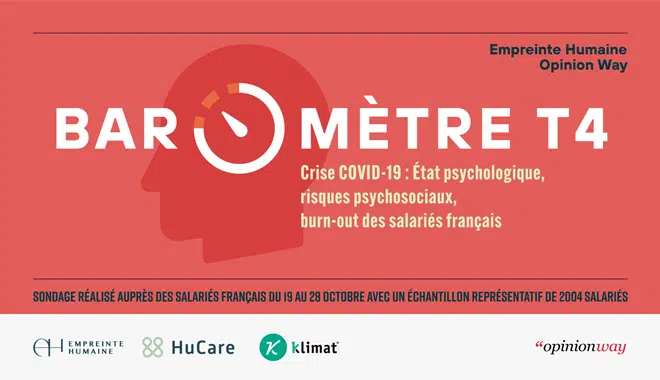 Empreinte Humaine
Opinion Way
BAROMÈTRE T4
Crise COVID-19 : État psychologique,
risques psychosociaux,
burn-out des salariés français
SONDAGE RÉALISÉ AUPRÈS DES SALARIÉS FRANÇAIS DU 19 AU 28 OCTOBRE AVEC UN ÉCHANTILLON REPRÉSENTATIF DE 2004 SALARIÉS
EH EMPREINTE
HUMAINE
HuCare
K klimat
“opinionway